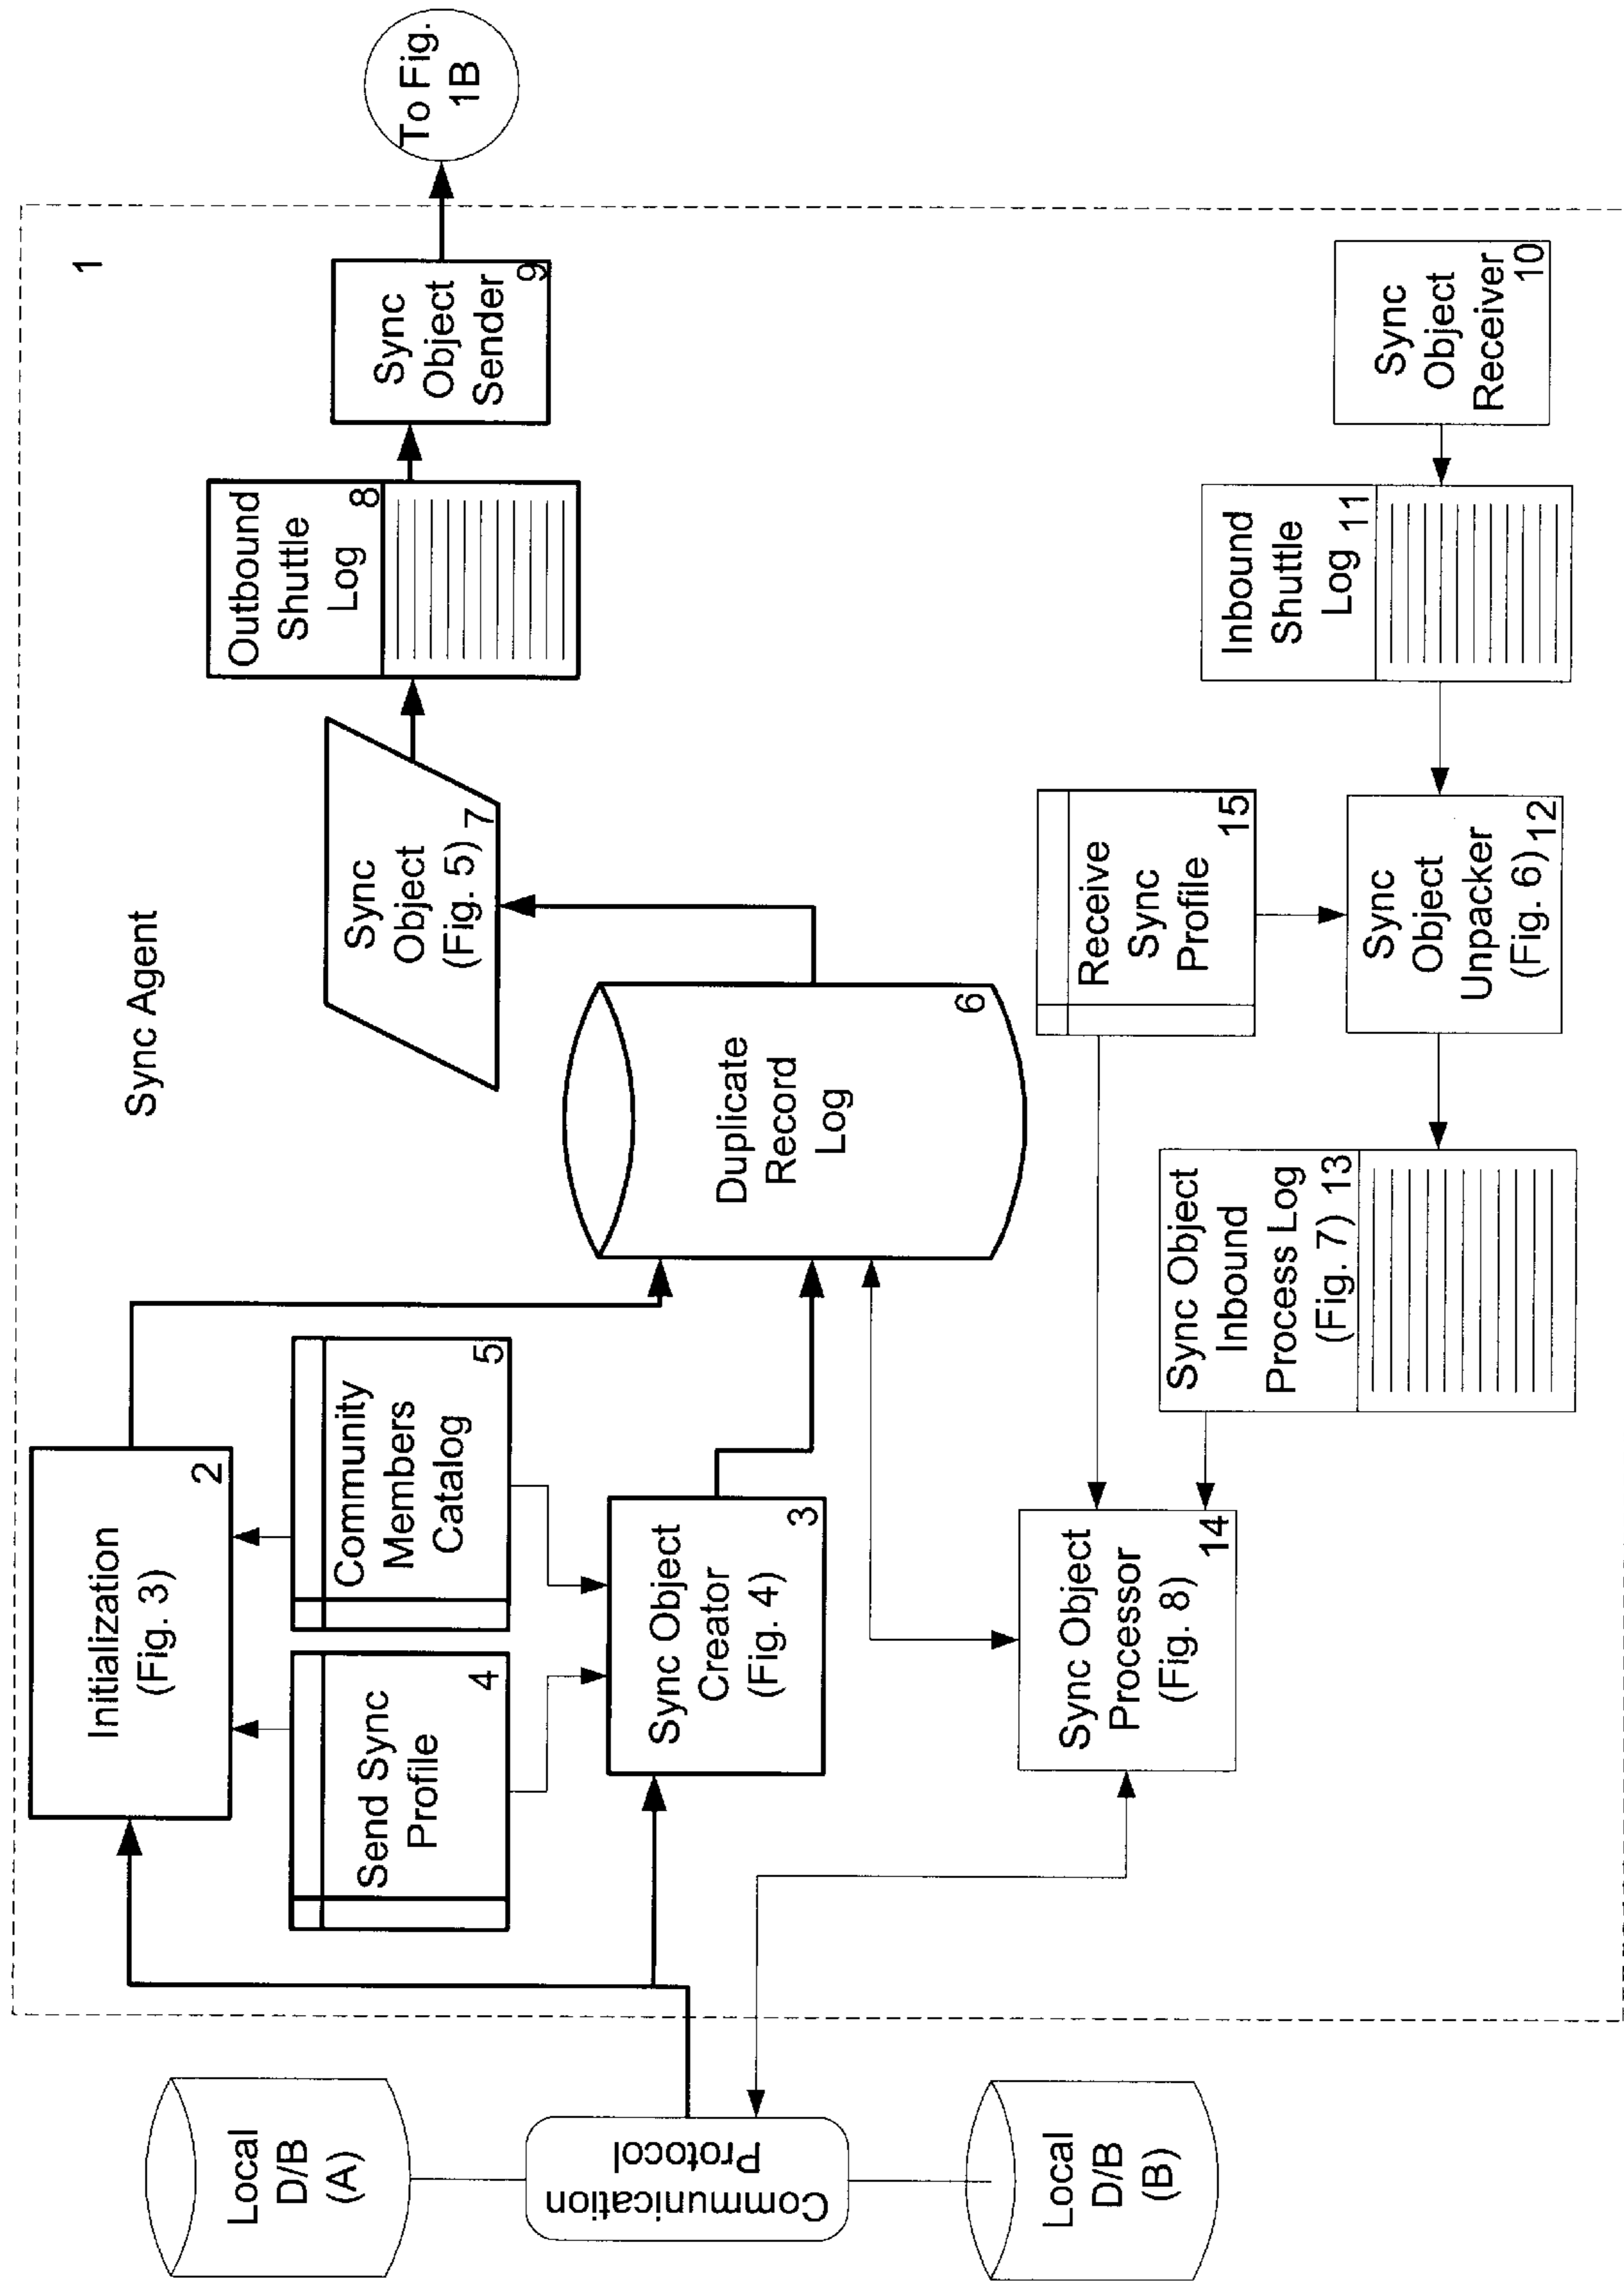 Sync Agent
1
Local
D/B
(A)
Communication
Protocol
Local
D/B
(B)
Initialization
(Fig. 3)
2
Send Sync
Profile
4
Community
Members
Catalog
5
Sync Object
Creator
(Fig. 4)
3
Duplicate
Record
Log
6
Sync
Object
(Fig. 5)
7
Outbound
Shuttle
Log
8
Sync
Object
Sender
9
To Fig.
1B
Sync Object
Processor
(Fig. 8)
14
Sync Object
Inbound
Process Log
(Fig. 7) 13
Receive
Sync
Profile
15
Sync
Object
Unpacker
(Fig. 6) 12
Inbound
Shuttle
Log 11
Sync
Object
Receiver
10